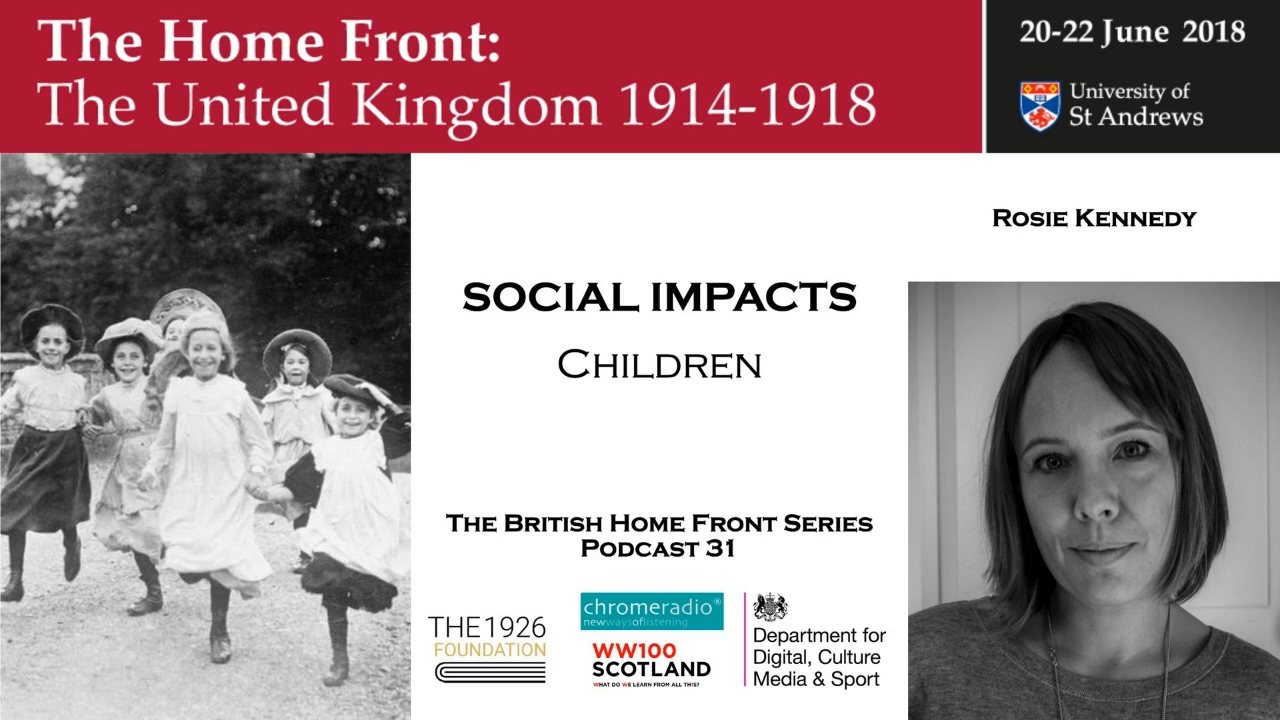 The Home Front:
The United Kingdom 1914-1918
20-22 June 2018
University of
St Andrews
ROSIE KENNEDY
SOCIAL IMPACTS
CHILDREN
THE BRITISH HOME FRONT SERIES
PODCAST 31
THE1926
FOUNDATION
chromeradio®
newwaysoflistening
WW100
SCOTLAND
WHAT DO WE LEARN FROM ALL THIS?
Department for
Digital, Culture
Media & Sport